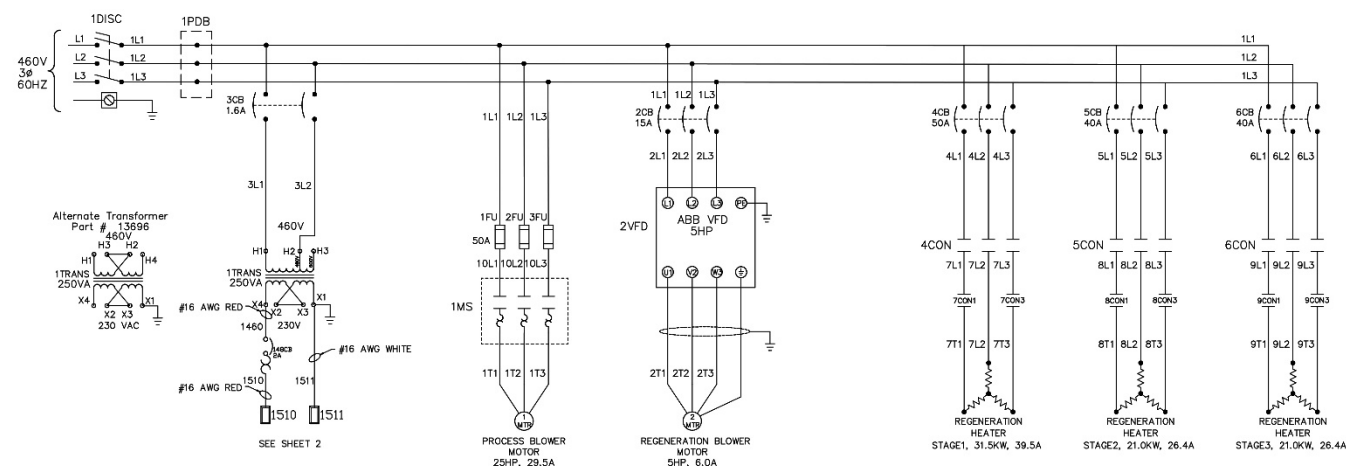 1DISC
1PDB
L1
1L1
1L1
L2
1L2
1L2
L3
1L3
1L3
460V
3ø
60HZ
3CB
1.6A
1L1
1L2
1L3
1L1
1L2
1L3
2CB
15A
4CB
50A
5CB
40A
6CB
40A
2L1
2L2
2L3
4L1
4L2
4L3
5L1
5L2
5L3
6L1
6L2
6L3
3L1
3L2
Alternate Transformer
Part # 13696
460V
H3 H2
H1 H4
1TRANS
250VA
X4 X1
X2 X3
230 VAC
460V
H1 H2 H3
460V
600V
1TRANS
250VA
X4 X2 X3 X1
230V
#16 AWG RED
1460
148CB
2A
#16 AWG WHITE
#16 AWG RED
1510
1511
1510
1511
SEE SHEET 2
1FU
2FU
3FU
50A
10L1
10L2
10L3
1MS
1T1
1T2
1T3
1
MTR
PROCESS BLOWER
MOTOR
25HP, 29.5A
L1
L2
L3
PE
ABB VFD
5HP
2VFD
U1
V2
W3
2T1
2T2
2T3
2
MTR
REGENERATION BLOWER
MOTOR
5HP, 6.0A
4CON
7L1
7L2
7L3
7CON1
7CON3
7T1
7L2
7T3
REGENERATION
HEATER
STAGE1, 31.5KW, 39.5A
5CON
8L1
8L2
8L3
8CON1
8CON3
8T1
8L2
8T3
REGENERATION
HEATER
STAGE2, 21.0KW, 26.4A
6CON
9L1
9L2
9L3
9CON1
9CON3
9T1
9L2
9T3
REGENERATION
HEATER
STAGE3, 21.0KW, 26.4A